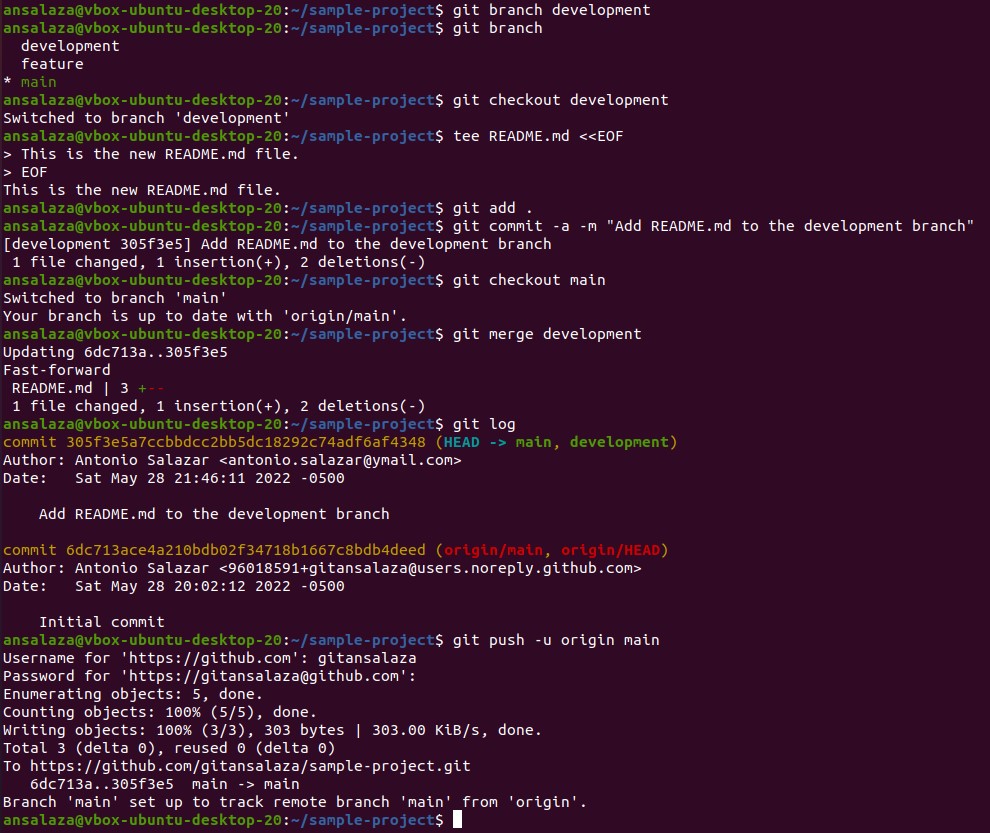 ansalaza@vbox-ubuntu-desktop-20:~/sample-project$ git branch development
ansalaza@vbox-ubuntu-desktop-20:~/sample-project$ git branch
  development
  feature
* main
ansalaza@vbox-ubuntu-desktop-20:~/sample-project$ git checkout development
Switched to branch 'development'
ansalaza@vbox-ubuntu-desktop-20:~/sample-project$ tee README.md <<EOF
> This is the new README.md file.
> EOF
This is the new README.md file.
ansalaza@vbox-ubuntu-desktop-20:~/sample-project$ git add .
ansalaza@vbox-ubuntu-desktop-20:~/sample-project$ git commit -a -m "Add README.md to the development branch"
[development 305f3e5] Add README.md to the development branch
 1 file changed, 1 insertion(+), 2 deletions(-)
ansalaza@vbox-ubuntu-desktop-20:~/sample-project$ git checkout main
Switched to branch 'main'
Your branch is up to date with 'origin/main'.
ansalaza@vbox-ubuntu-desktop-20:~/sample-project$ git merge development
Updating 6dc713a..305f3e5
Fast-forward
 README.md | 3 +--
 1 file changed, 1 insertion(+), 2 deletions(-)
ansalaza@vbox-ubuntu-desktop-20:~/sample-project$ git log
commit 305f3e5a7ccbbdcc2bb5dc18292c74adf6af4348 (HEAD -> main, development)
Author: Antonio Salazar <antonio.salazar@ymail.com>
Date:   Sat May 28 21:46:11 2022 -0500

    Add README.md to the development branch

commit 6dc713ace4a210bdb02f34718b1667c8bdb4deed (origin/main, origin/HEAD)
Author: Antonio Salazar <96018591+gitansalaza@users.noreply.github.com>
Date:   Sat May 28 20:02:12 2022 -0500

    Initial commit
ansalaza@vbox-ubuntu-desktop-20:~/sample-project$ git push -u origin main
Username for 'https://github.com': gitansalaza
Password for 'https://gitansalaza@github.com':
Enumerating objects: 5, done.
Counting objects: 100% (5/5), done.
Writing objects: 100% (3/3), 303 bytes | 303.00 KiB/s, done.
Total 3 (delta 0), reused 0 (delta 0)
To https://github.com/gitansalaza/sample-project.git
   6dc713a..305f3e5  main -> main
Branch 'main' set up to track remote branch 'main' from 'origin'.
ansalaza@vbox-ubuntu-desktop-20:~/sample-project$